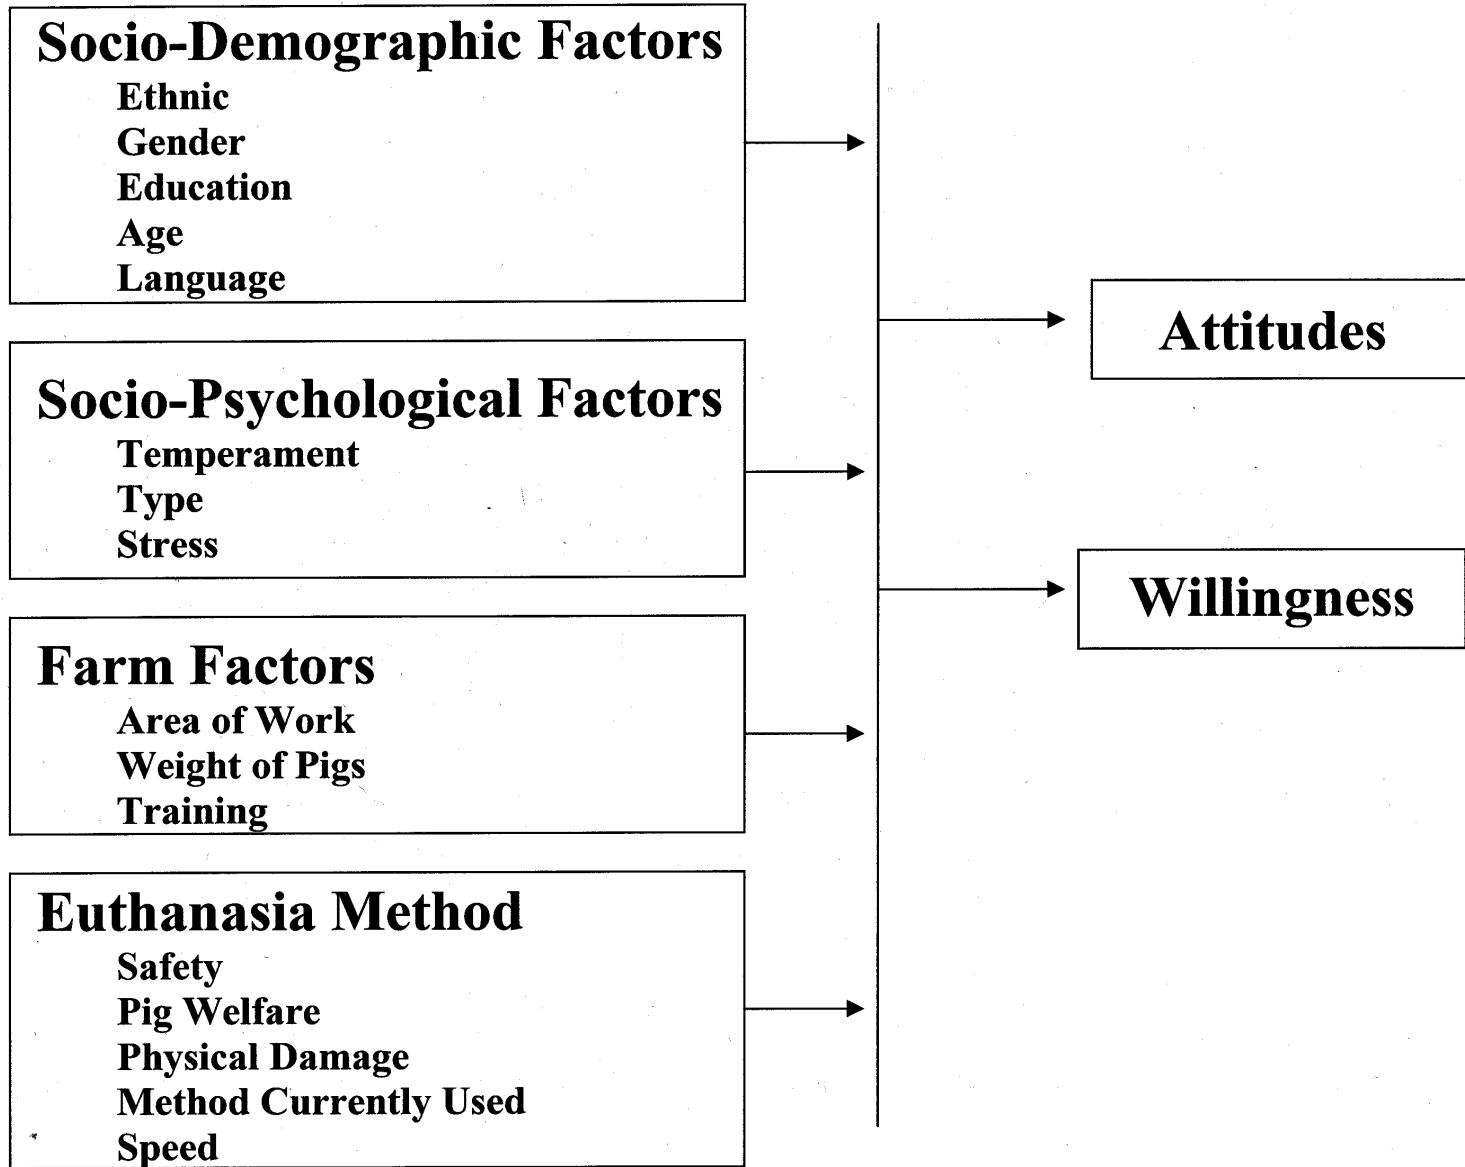 Socio-Demographic Factors
Ethnic
Gender
Education
Age
Language
Socio-Psychological Factors
Temperament
Type
Stress
Farm Factors
Area of Work
Weight of Pigs
Training
Euthanasia Method
Safety
Pig Welfare
Physical Damage
Method Currently Used
Speed
Attitudes
Willingness